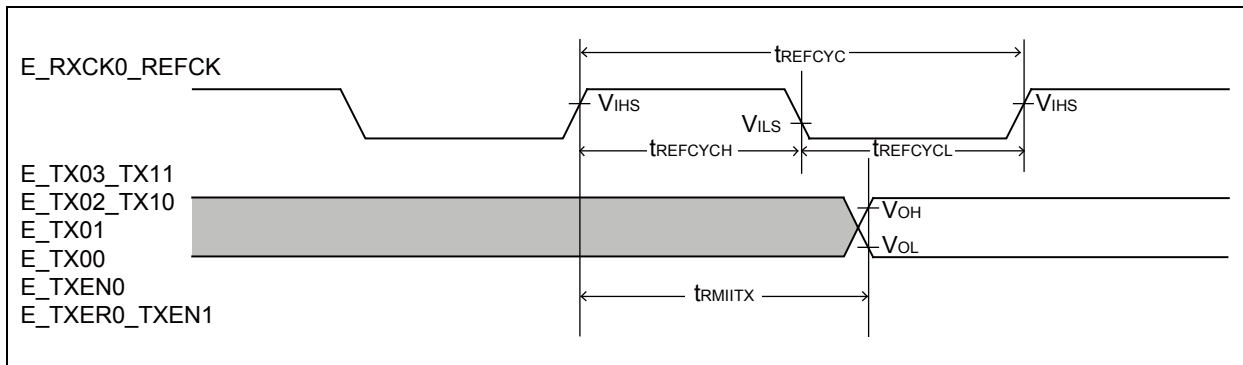 tREFCYC
E_RXCK0_REFCK
VIHS
VIHS
VILS
tREFCYCH
tREFCYCL
E_TX03_TX11
E_TX02_TX10
VOH
E_TX01
VOL
E_TX00
E_TXEN0
tRMIITX
E_TXER0_TXEN1